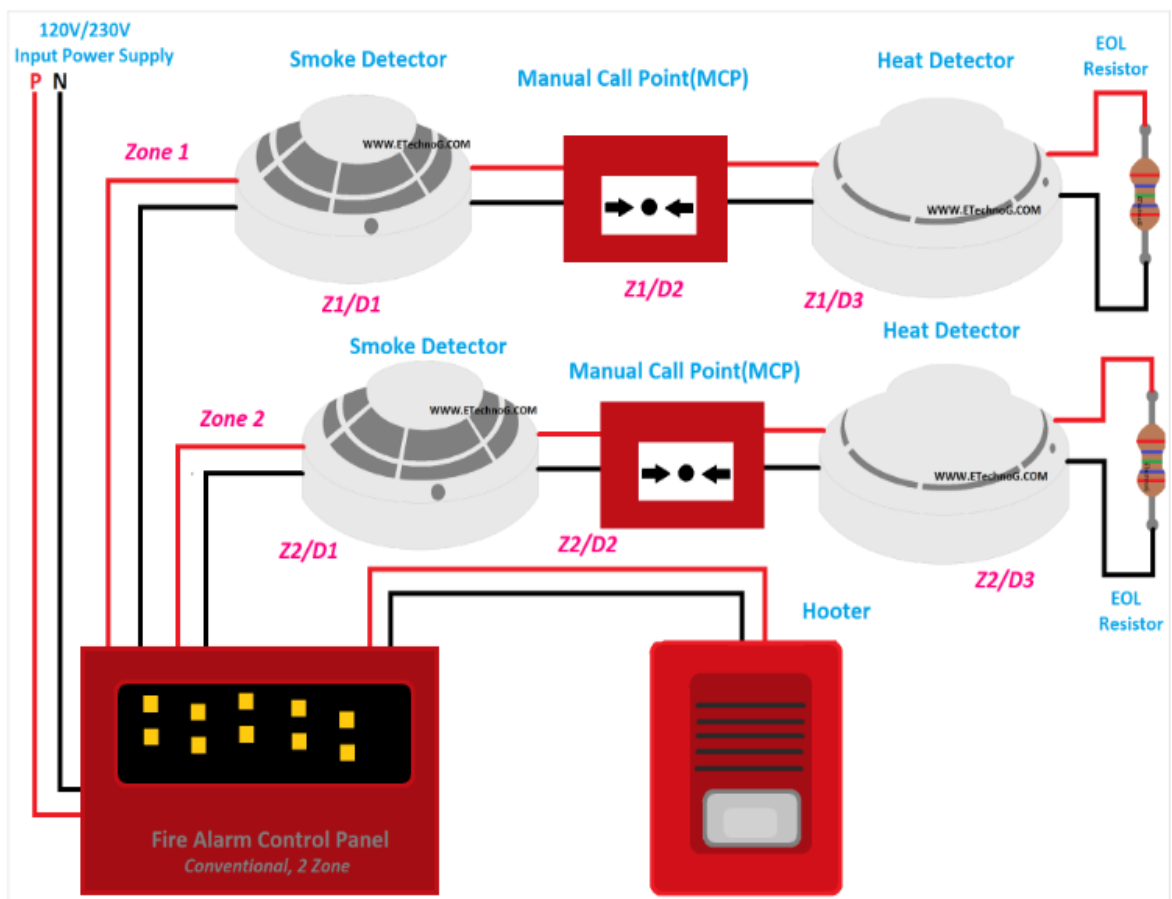 120V/230V
Input Power Supply
P N
Smoke Detector
Manual Call Point(MCP)
Heat Detector
EOL
Resistor
Zone 1
WWW.ETechnoG.COM
WWW.ETechnoG.COM
Z1/D1
Z1/D2
Z1/D3
Smoke Detector
Manual Call Point(MCP)
Heat Detector
Zone 2
WWW.ETechnoG.COM
WWW.ETechnoG.COM
Z2/D1
Z2/D2
Z2/D3
EOL
Resistor
Hooter
Fire Alarm Control Panel
Conventional, 2 Zone